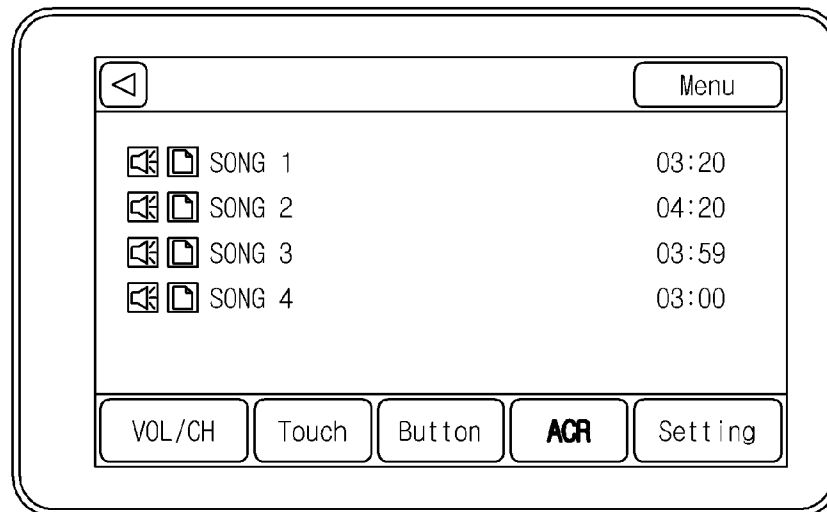 Menu
SONG 1 03:20
SONG 2 04:20
SONG 3 03:59
SONG 4 03:00
VOL/CH Touch Button ACR Setting